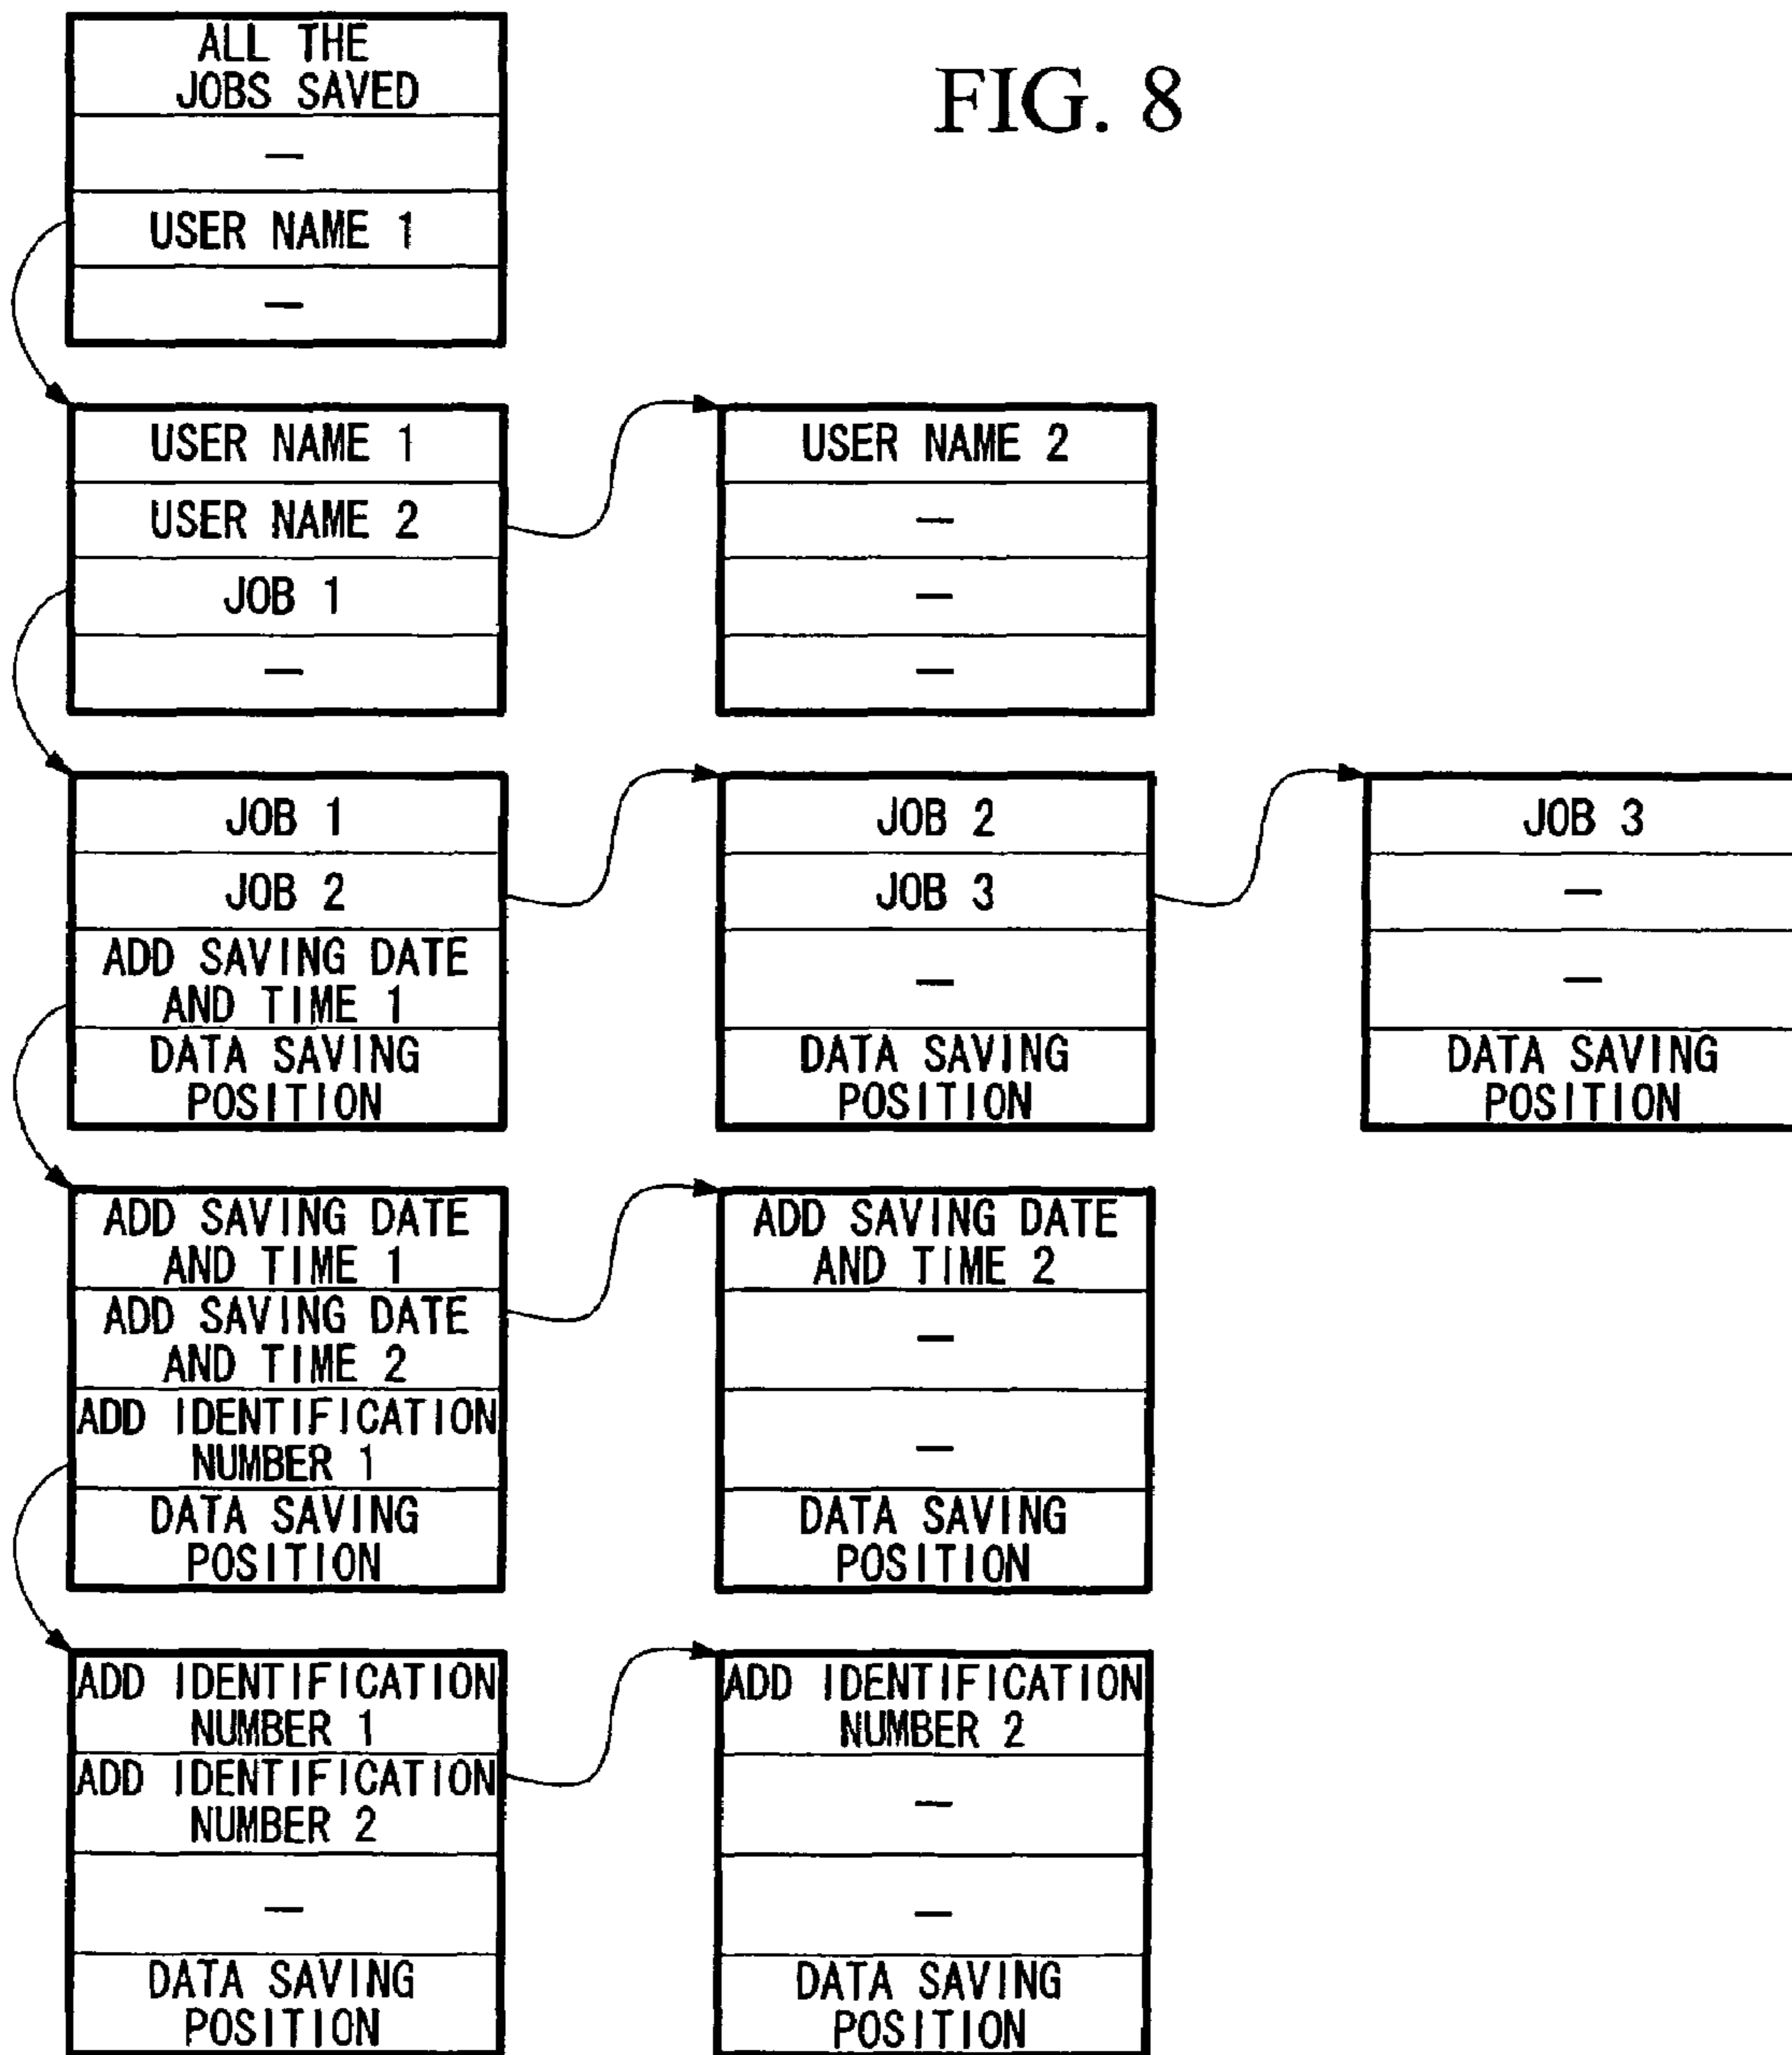 FIG. 8
ALL THE
JOBS SAVED
—
USER NAME 1
—
USER NAME 1
USER NAME 2
JOB 1
—
USER NAME 2
—
—
—
JOB 1
JOB 2
ADD SAVING DATE
AND TIME 1
DATA SAVING
POSITION
JOB 2
JOB 3
—
DATA SAVING
POSITION
JOB 3
—
—
DATA SAVING
POSITION
ADD SAVING DATE
AND TIME 1
ADD SAVING DATE
AND TIME 2
ADD IDENTIFICATION
NUMBER 1
DATA SAVING
POSITION
ADD SAVING DATE
AND TIME 2
—
—
DATA SAVING
POSITION
ADD IDENTIFICATION
NUMBER 1
ADD IDENTIFICATION
NUMBER 2
—
DATA SAVING
POSITION
ADD IDENTIFICATION
NUMBER 2
—
—
DATA SAVING
POSITION